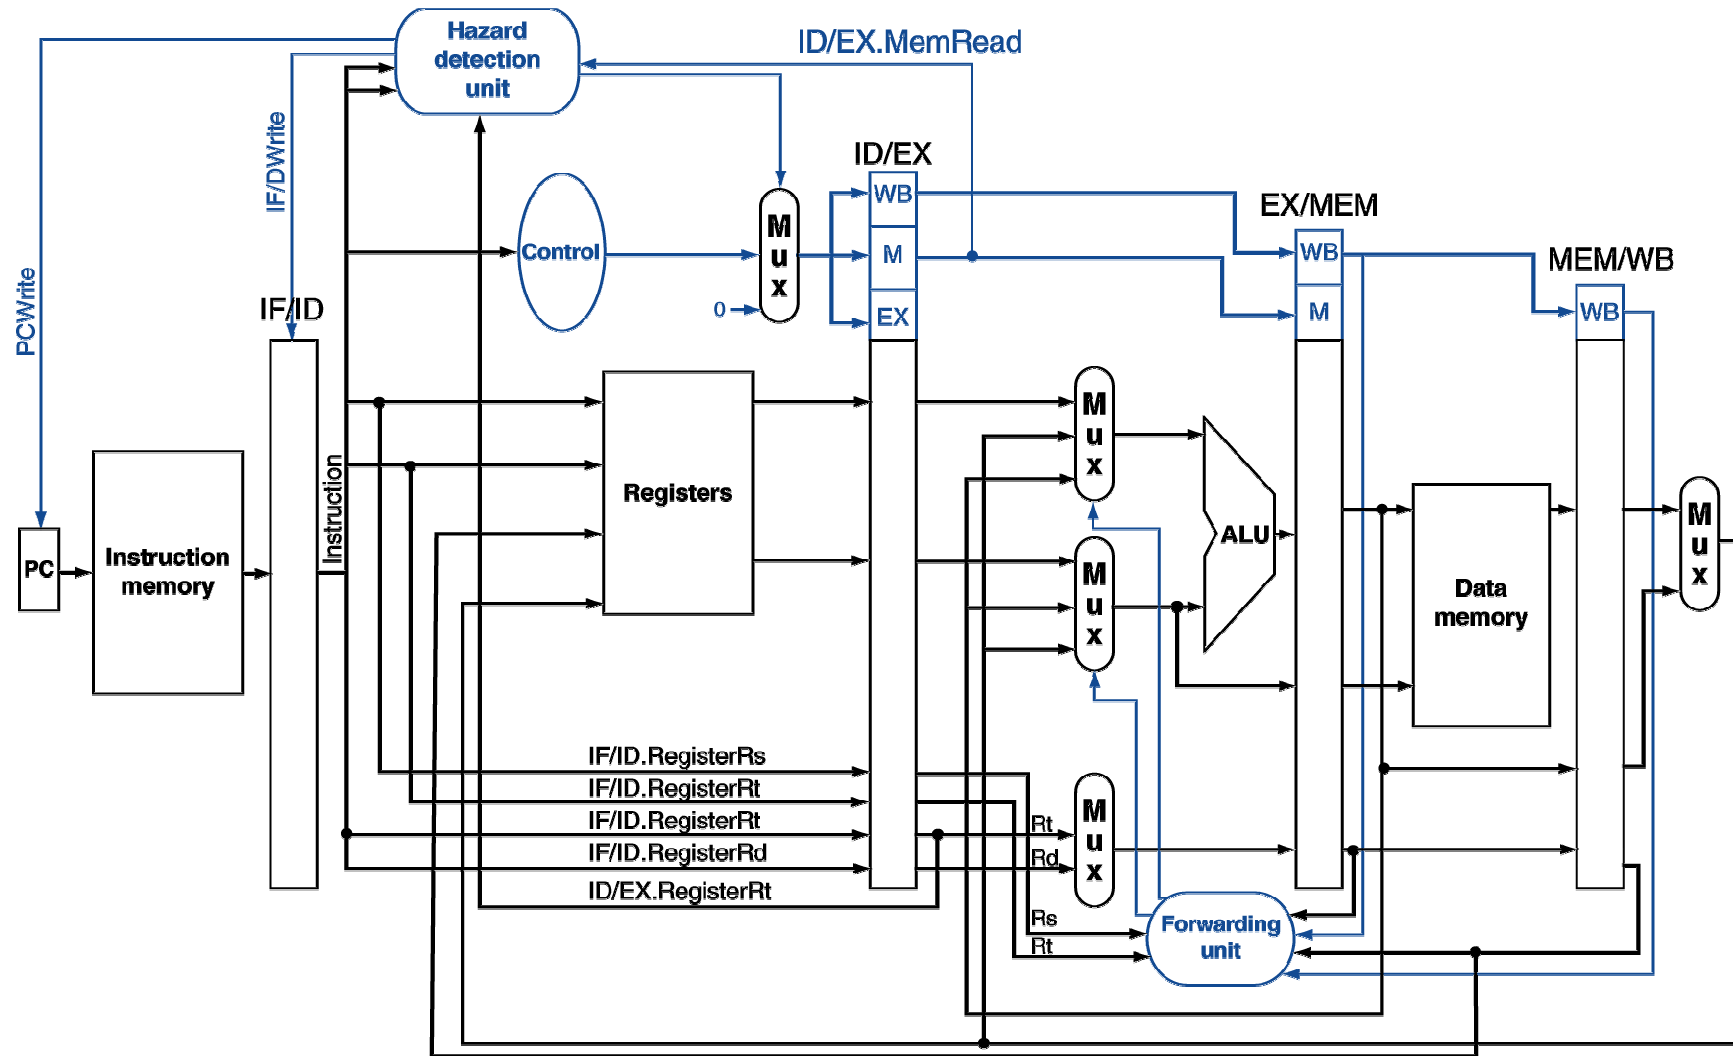 Hazard
detection
unit
ID/EX.MemRead
IF/DWrite
PCWrite
ID/EX
WB
M
EX
Control
0
M
u
x
EX/MEM
WB
M
MEM/WB
WB
IF/ID
PC
Instruction
memory
Instruction
Registers
M
u
x
M
u
x
ALU
Data
memory
M
u
x
IF/ID.RegisterRs
IF/ID.RegisterRt
IF/ID.RegisterRt
IF/ID.RegisterRd
ID/EX.RegisterRt
Rt
Rd
M
u
x
Rs
Rt
Forwarding
unit